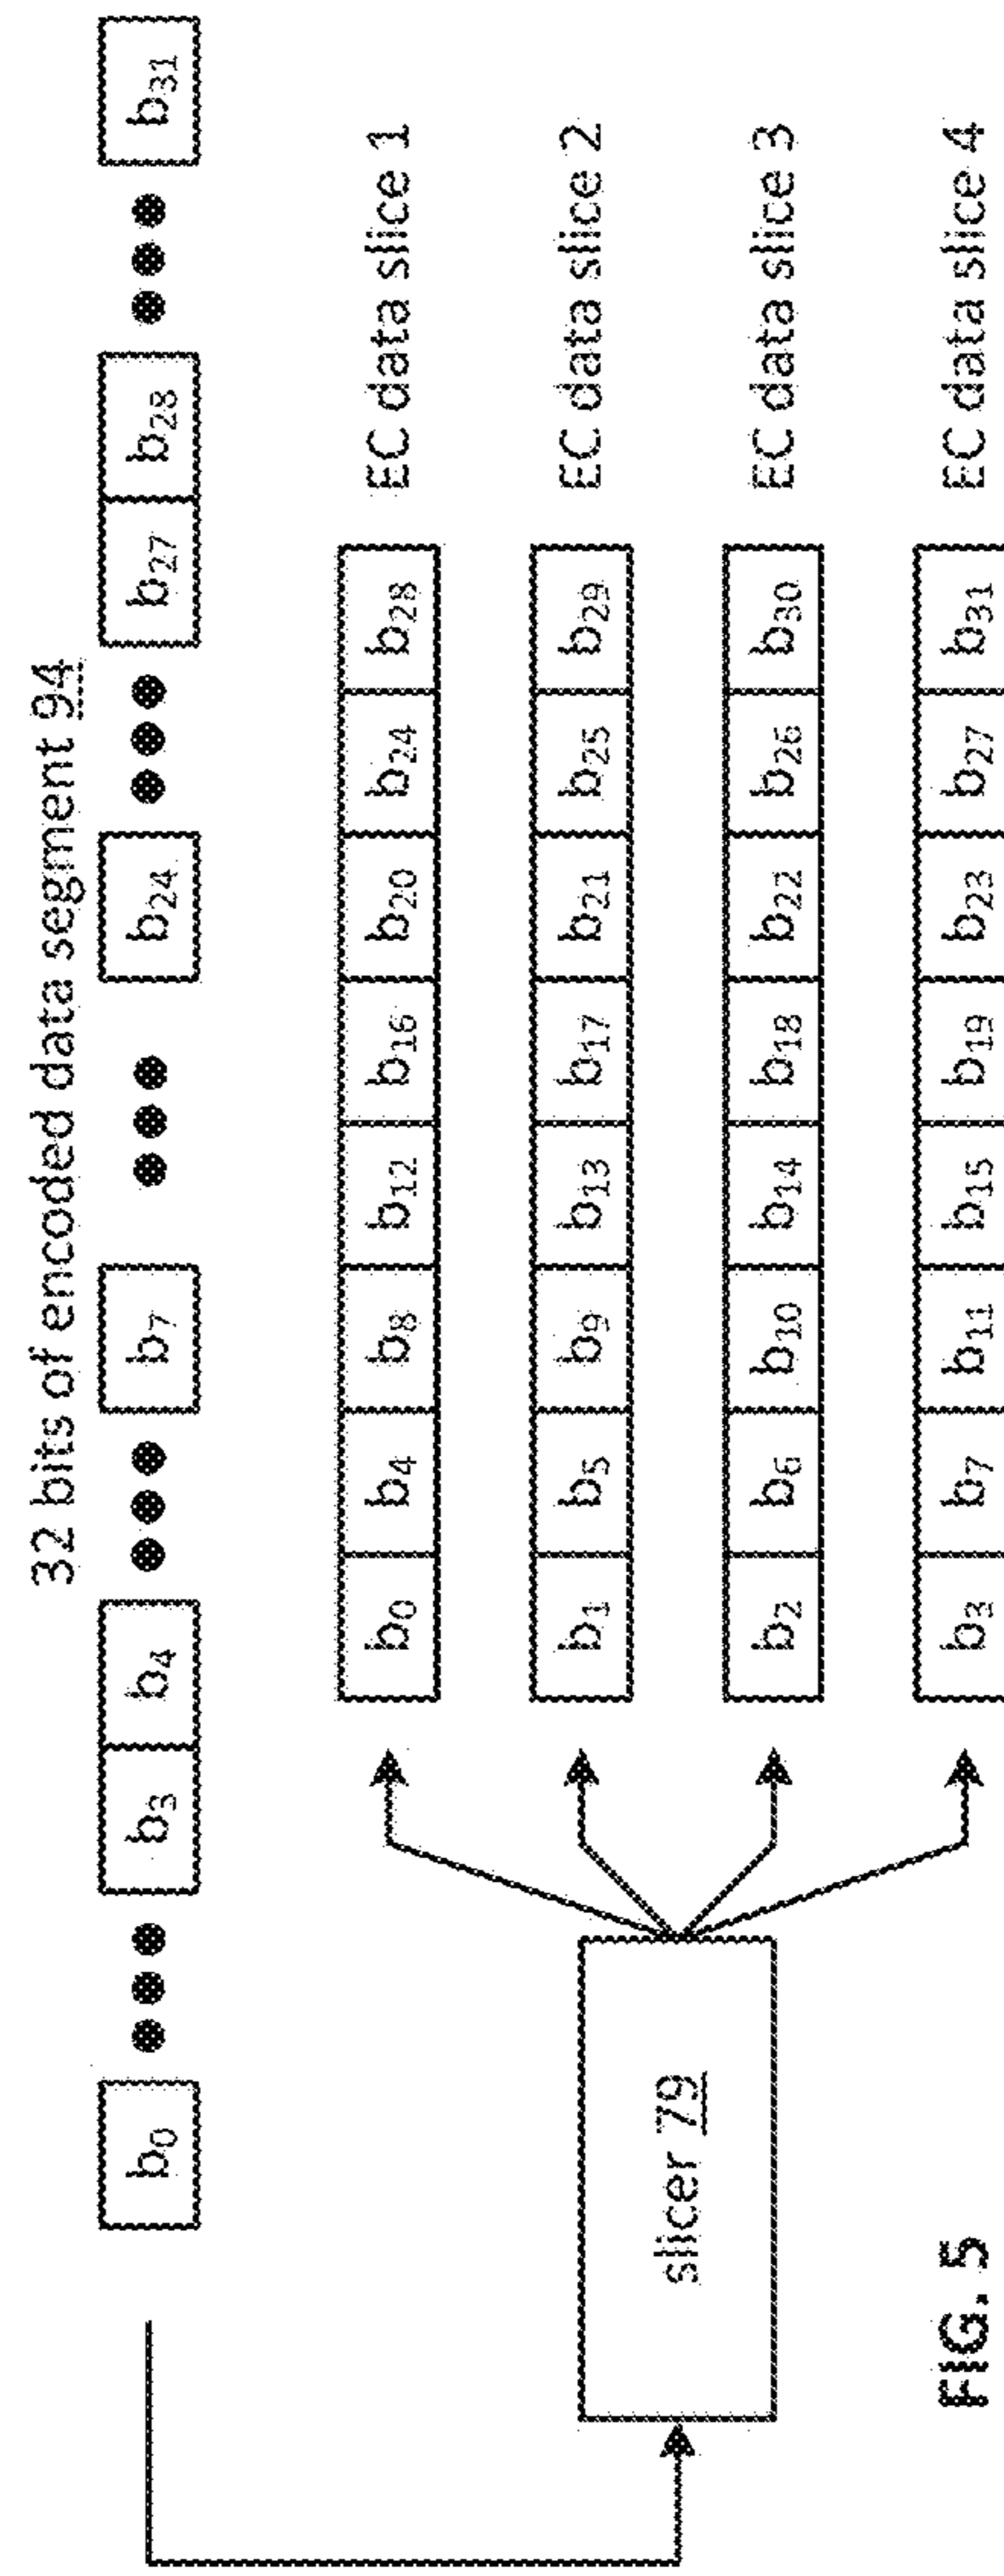 32 bits of encoded data segment 94
b0 ●●● b3 b4 ●●● b7 ●●● b24 ●●● b27 b28 ●●● b31
b0 b4 b8 b12 b16 b20 b24 b28 EC data slice 1
b1 b5 b9 b13 b17 b21 b25 b29 EC data slice 2
slicer 79
b2 b6 b10 b14 b18 b22 b26 b30 EC data slice 3
b3 b7 b11 b15 b19 b23 b27 b31 EC data slice 4
FIG. 5